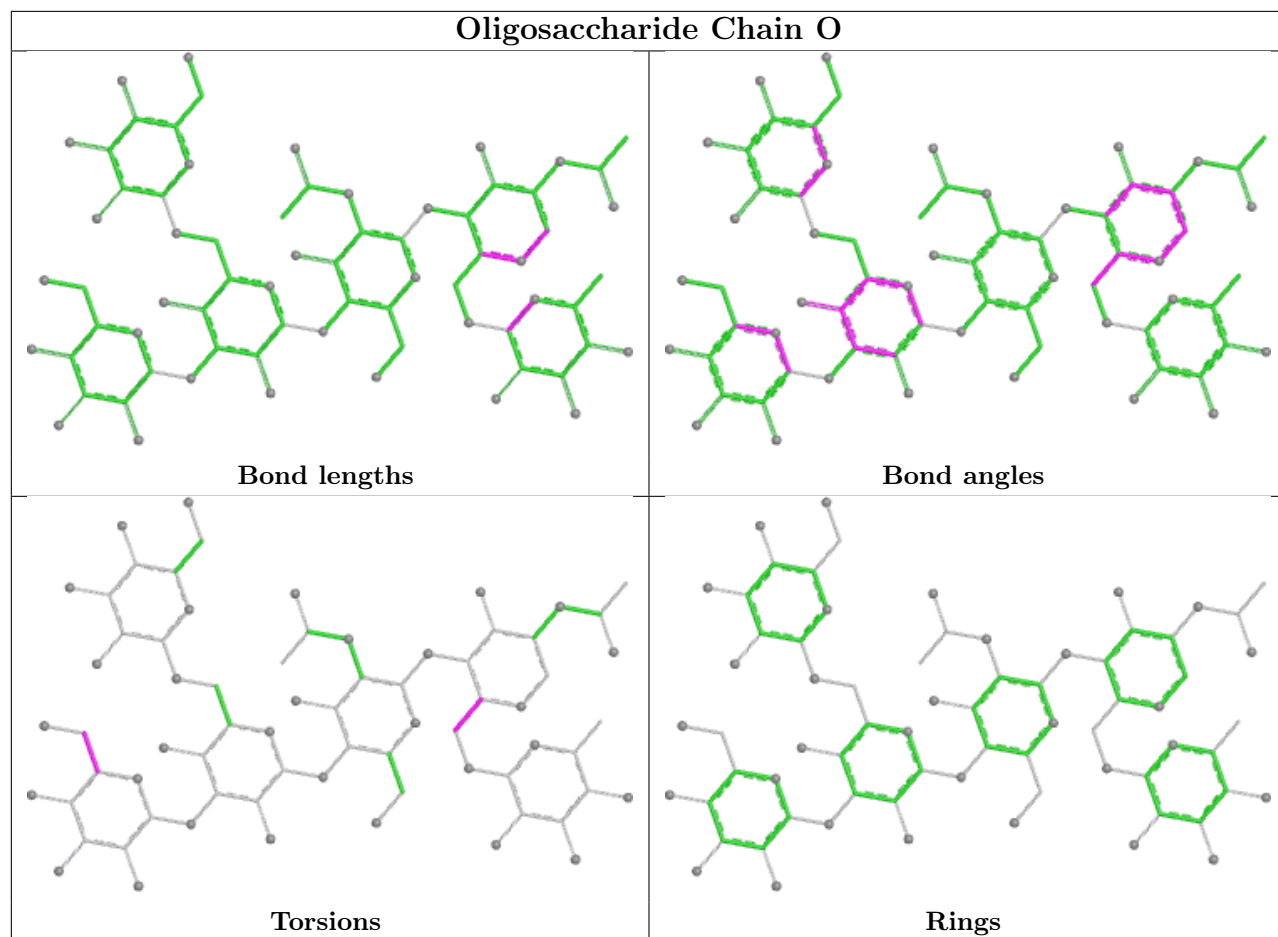 Oligosaccharide Chain O
Bond lengths
Bond angles
Torsions
Rings